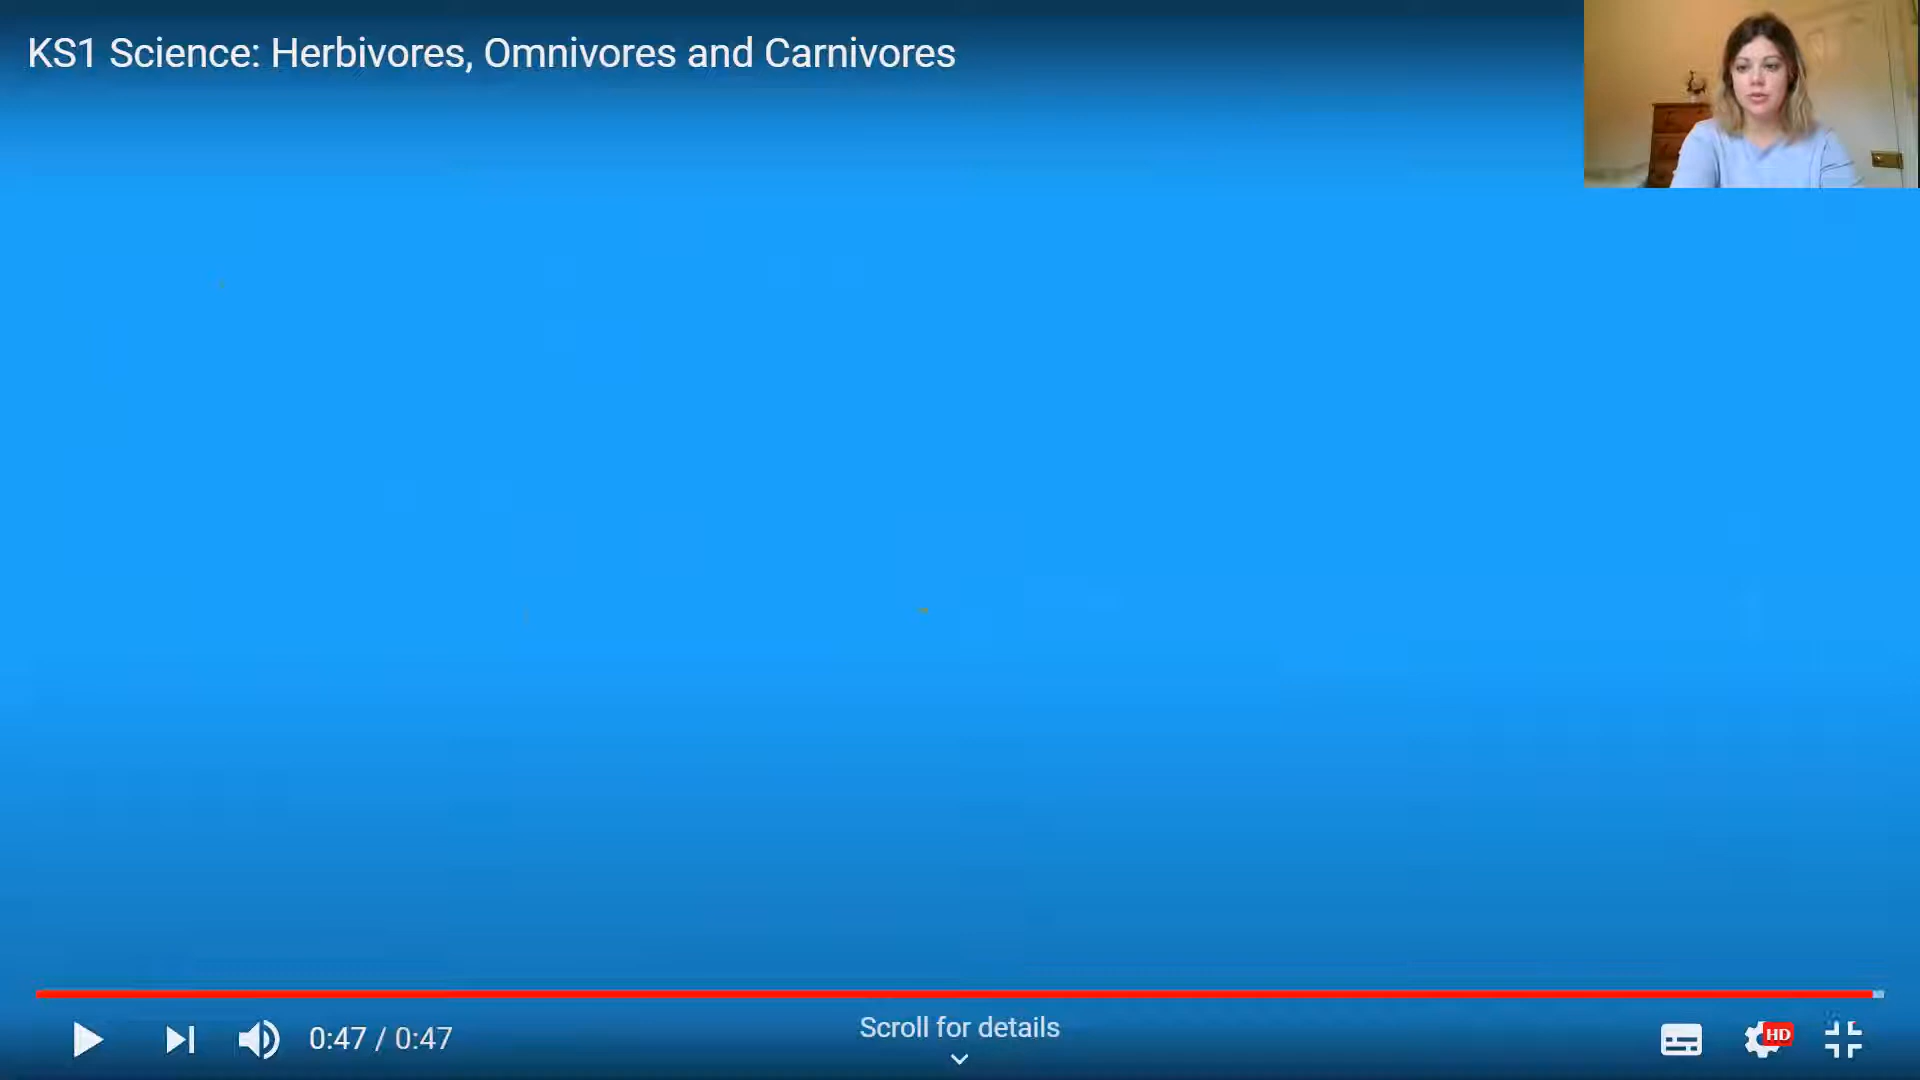 KS1 Science: Herbivores, Omnivores and Carnivores
Scroll for details
0:47 / 0:47
HD